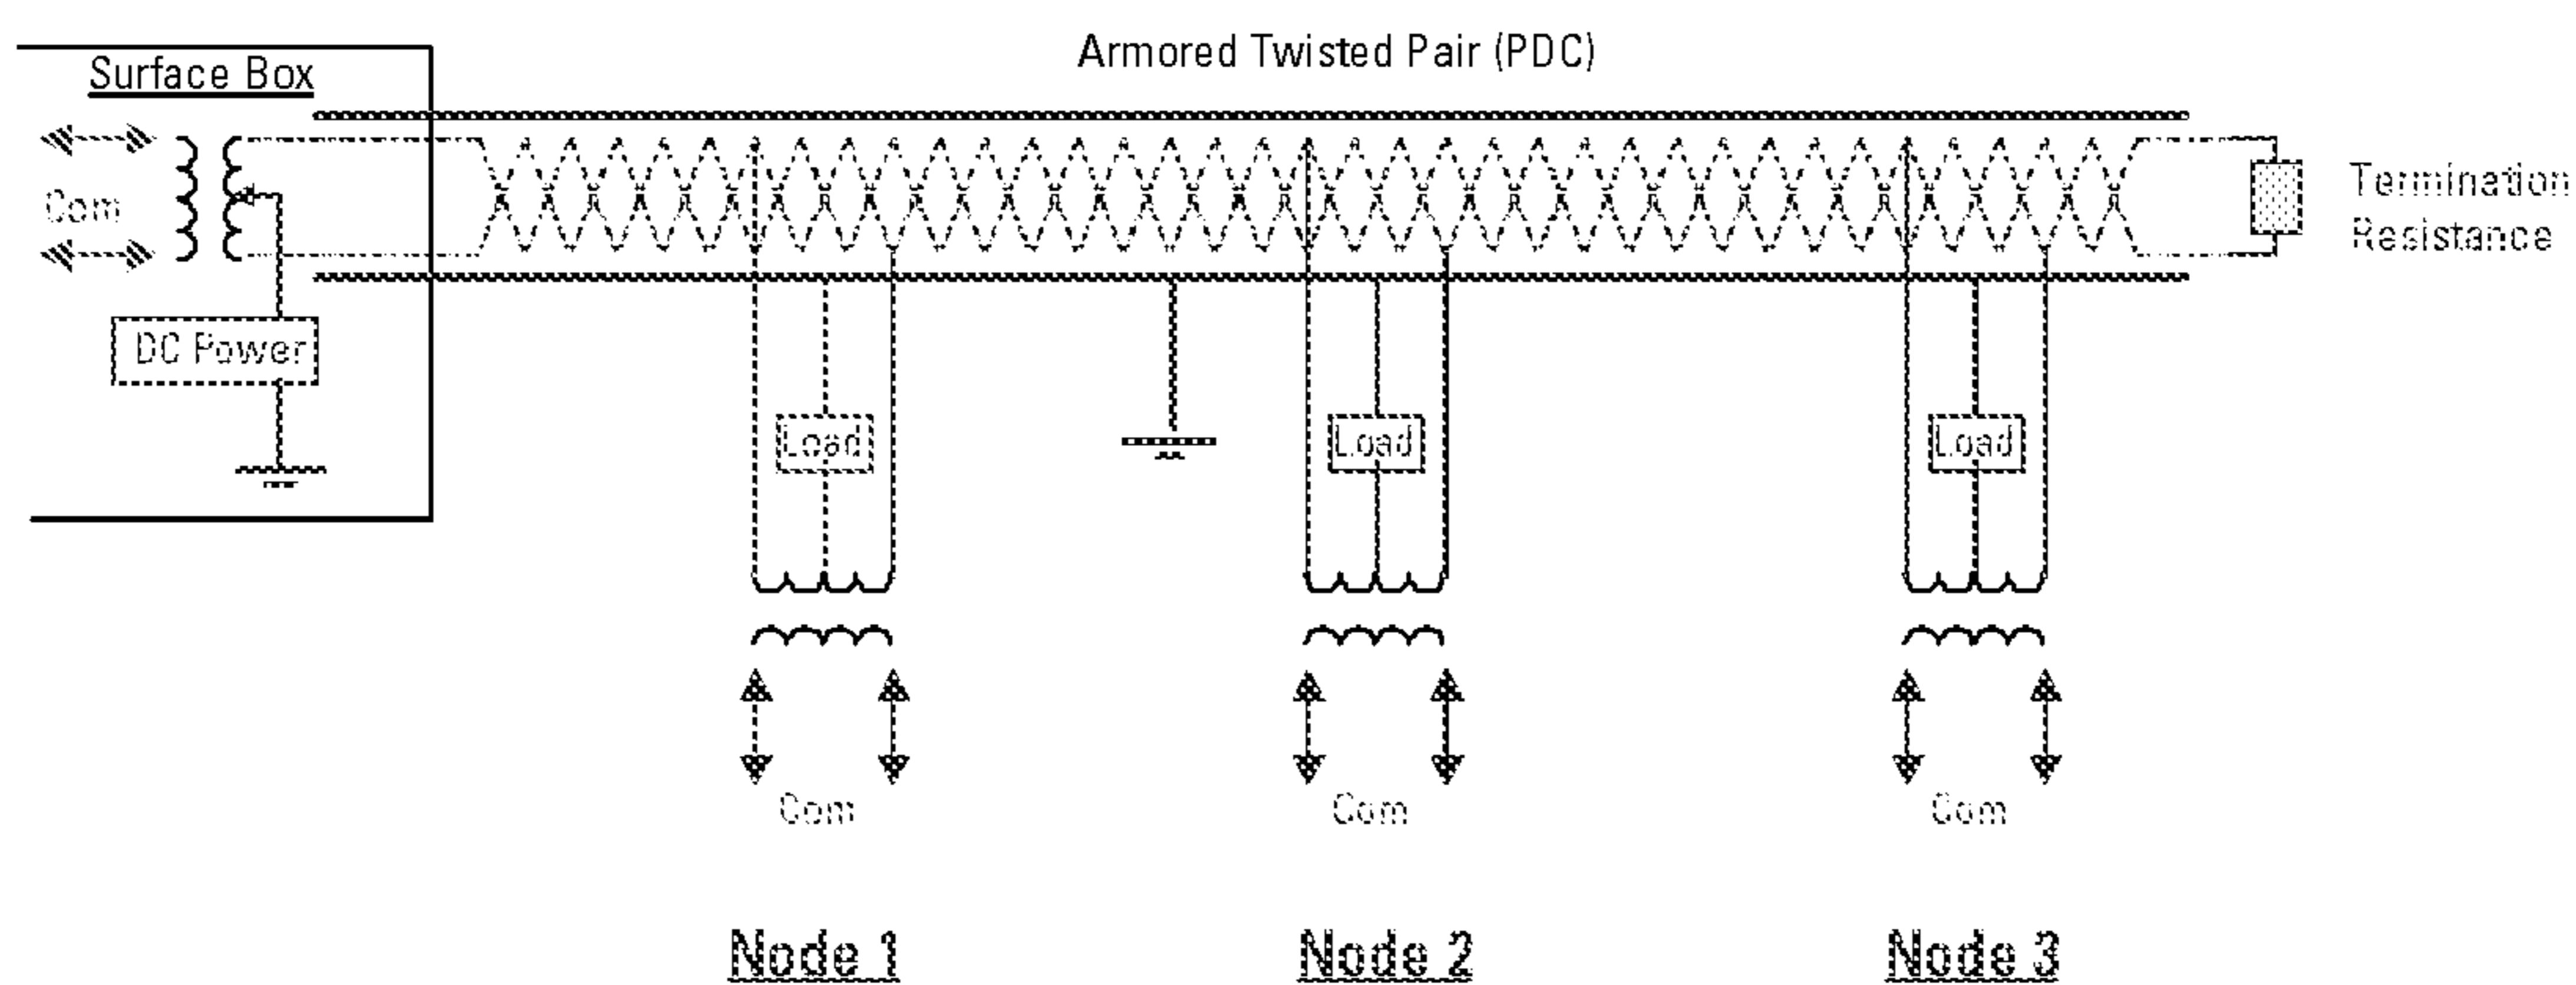 Armored Twisted Pair (PDC)
Surface Box
Com
Termination
Resistance
DC Power
Load
Load
Load
Com
Com
Com
Node 1
Node 2
Node 3